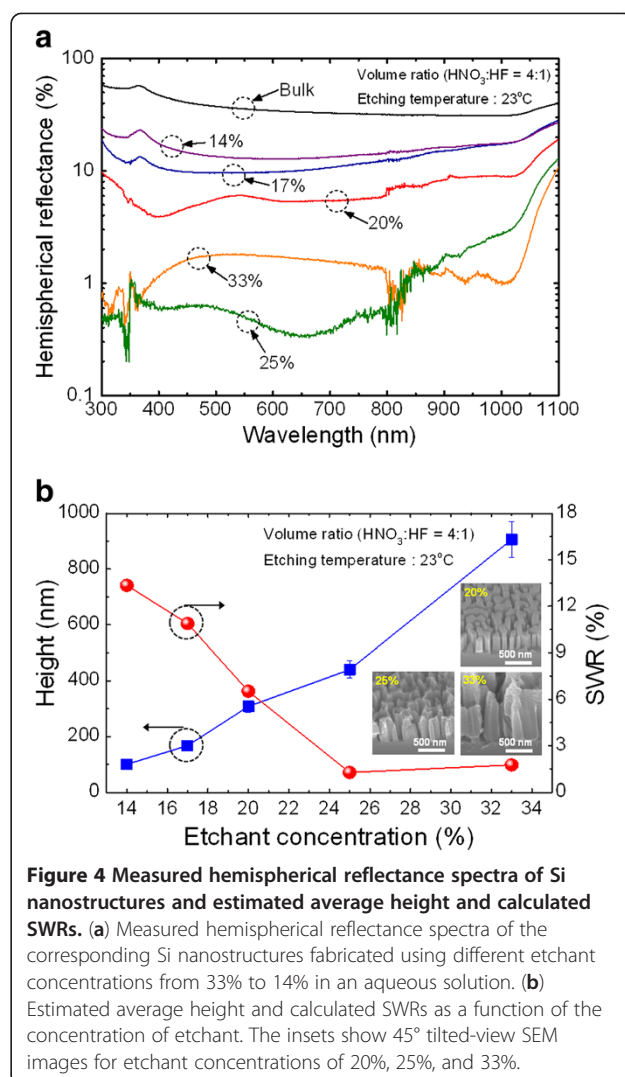 a
100
10
1
0.1
Hemispherical reflectance (%)
Volume ratio (HNO₃:HF = 4:1)
Etching temperature : 23°C
Bulk
14%
17%
20%
33%
25%
300 400 500 600 700 800 900 1000 1100
Wavelength (nm)
b
1000
800
600
400
200
0
Height (nm)
Volume ratio (HNO₃:HF = 4:1)
Etching temperature : 23°C
20%
500 nm
25%
500 nm
33%
500 nm
18
15
12
9
6
3
0
SWR (%)
14 16 18 20 22 24 26 28 30 32 34
Etchant concentration (%)
Figure 4 Measured hemispherical reflectance spectra of Si
nanostructures and estimated average height and calculated
SWRs. (a) Measured hemispherical reflectance spectra of the
corresponding Si nanostructures fabricated using different etchant
concentrations from 33% to 14% in an aqueous solution. (b)
Estimated average height and calculated SWRs as a function of the
concentration of etchant. The insets show 45° tilted-view SEM
images for etchant concentrations of 20%, 25%, and 33%.